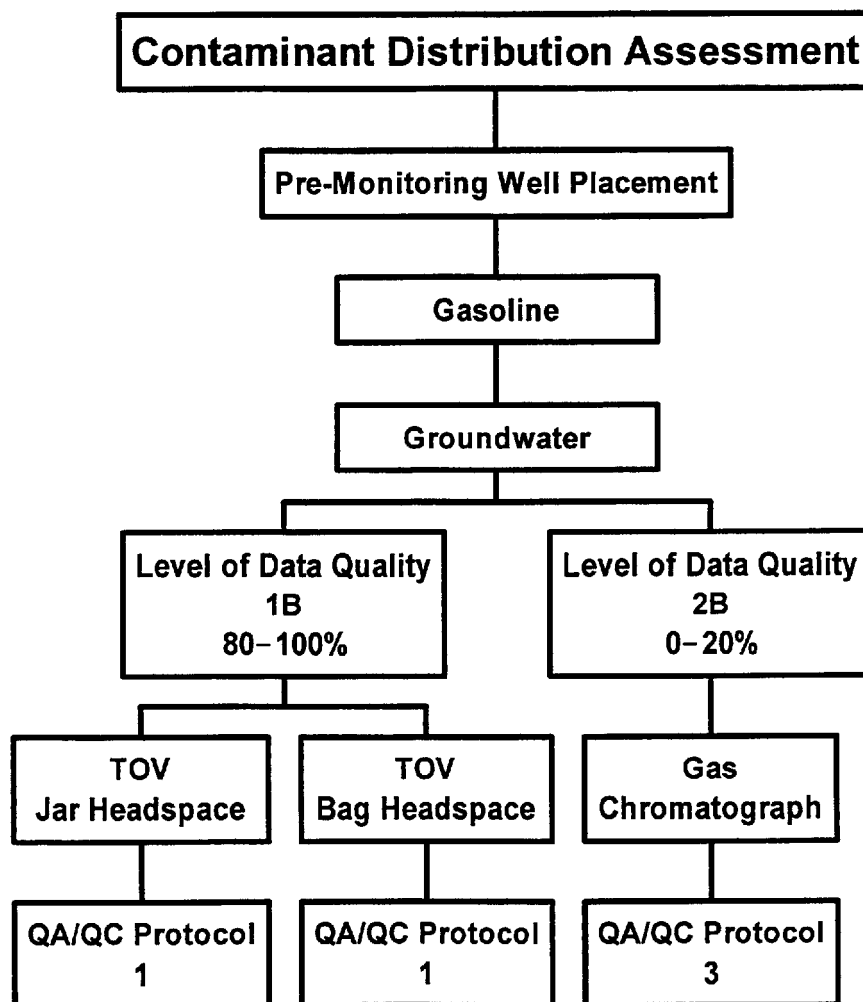 Contaminant Distribution Assessment
Pre-Monitoring Well Placement
Gasoline
Groundwater
Level of Data Quality
1B
80–100%
Level of Data Quality
2B
0–20%
TOV
Jar Headspace
TOV
Bag Headspace
Gas
Chromatograph
QA/QC Protocol
1
QA/QC Protocol
1
QA/QC Protocol
3